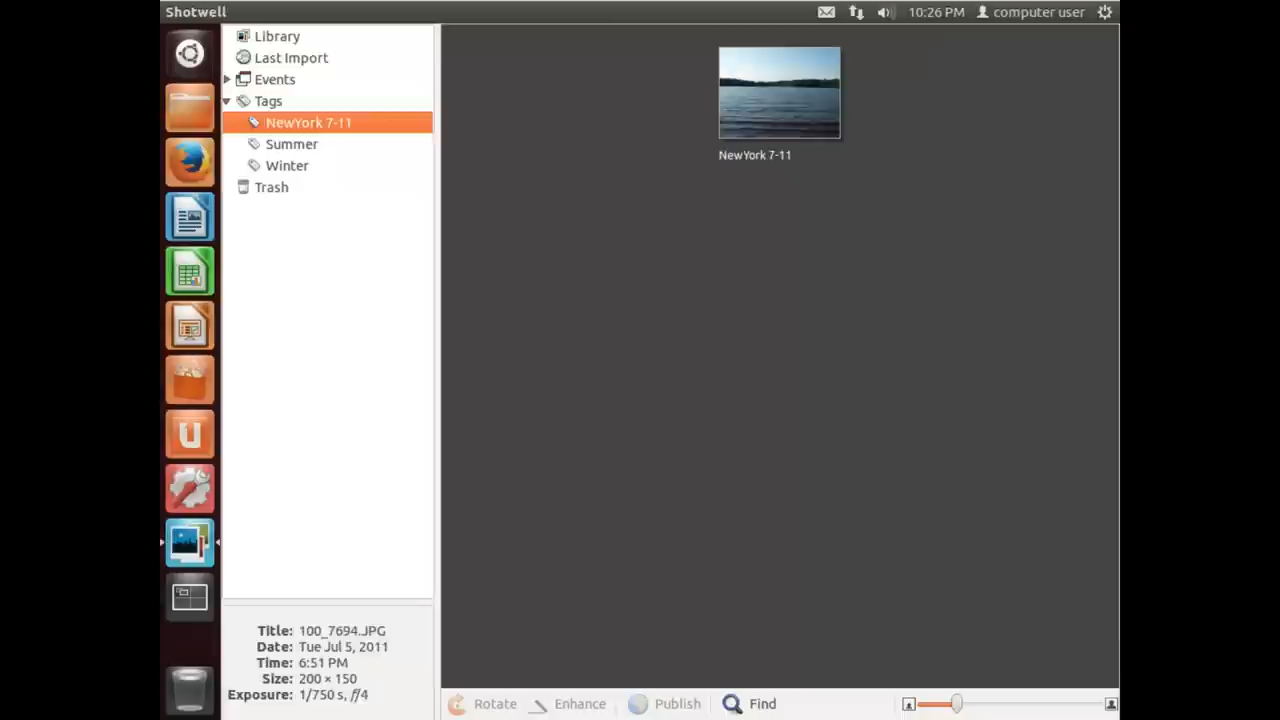 Shotwell
10:26 PM computer user
Library
Last Import
Events
Tags
NewYork 7-11
Summer
Winter
Trash
NewYork 7-11
Title: 100_7694.JPG
Date: Tue Jul 5, 2011
Time: 6:51 PM
Size: 200 × 150
Exposure: 1/750 s, f/4
Rotate Enhance Publish Find